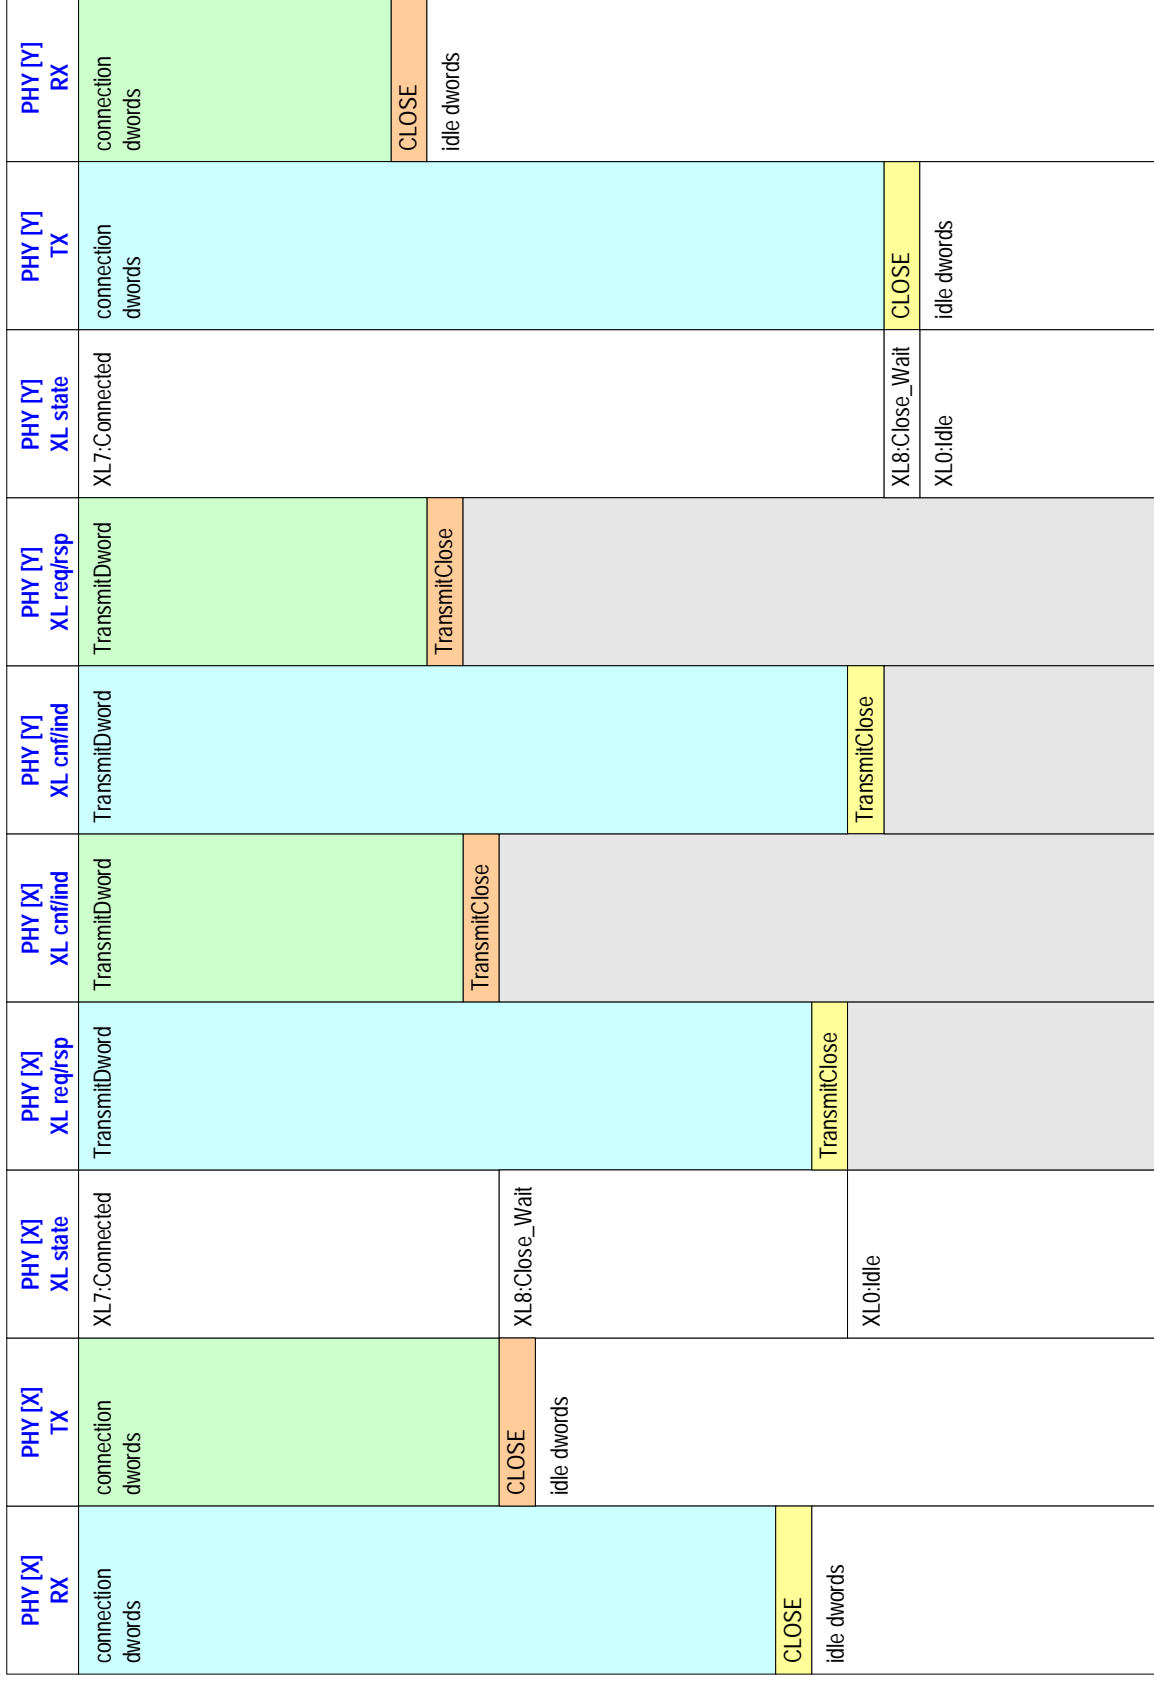 PHY [X]
RX
connection
dwords
CLOSE
idle dwords
PHY [X]
TX
connection
dwords
CLOSE
idle dwords
PHY [X]
XL state
XL7:Connected
XL8:Close_Wait
XL0:Idle
PHY [X]
XL req/rsp
TransmitDword
TransmitClose
PHY [X]
XL cnf/ind
TransmitDword
TransmitClose
PHY [Y]
XL cnf/ind
TransmitDword
TransmitClose
PHY [Y]
XL req/rsp
TransmitDword
TransmitClose
PHY [Y]
XL state
XL7:Connected
XL8:Close_Wait
XL0:Idle
PHY [Y]
TX
connection
dwords
CLOSE
idle dwords
PHY [Y]
RX
connection
dwords
CLOSE
idle dwords